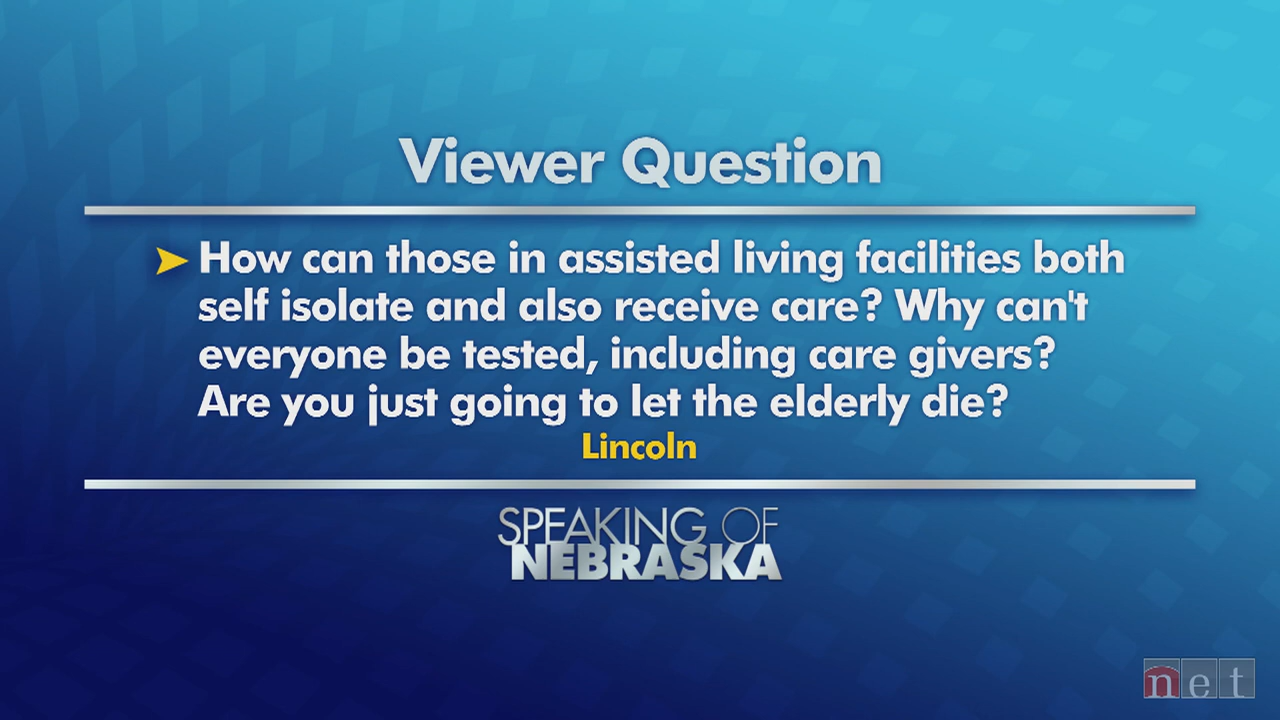 Viewer Question
How can those in assisted living facilities both
self isolate and also receive care? Why can't
everyone be tested, including care givers?
Are you just going to let the elderly die?
Lincoln
SPEAKING OF
NEBRASKA
net